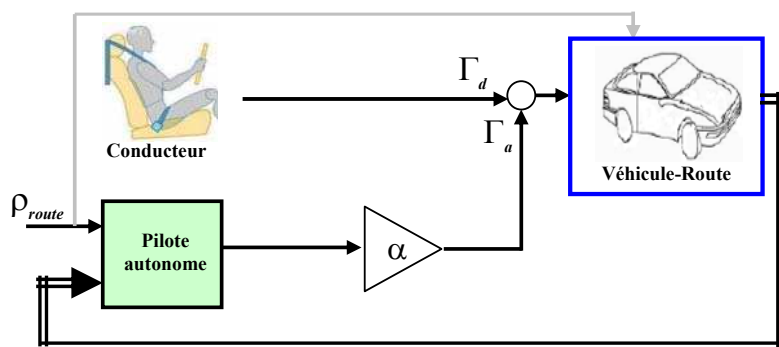 Γd
Γa
Conducteur
Véhicule-Route
ρroute
Pilote
autonome
α